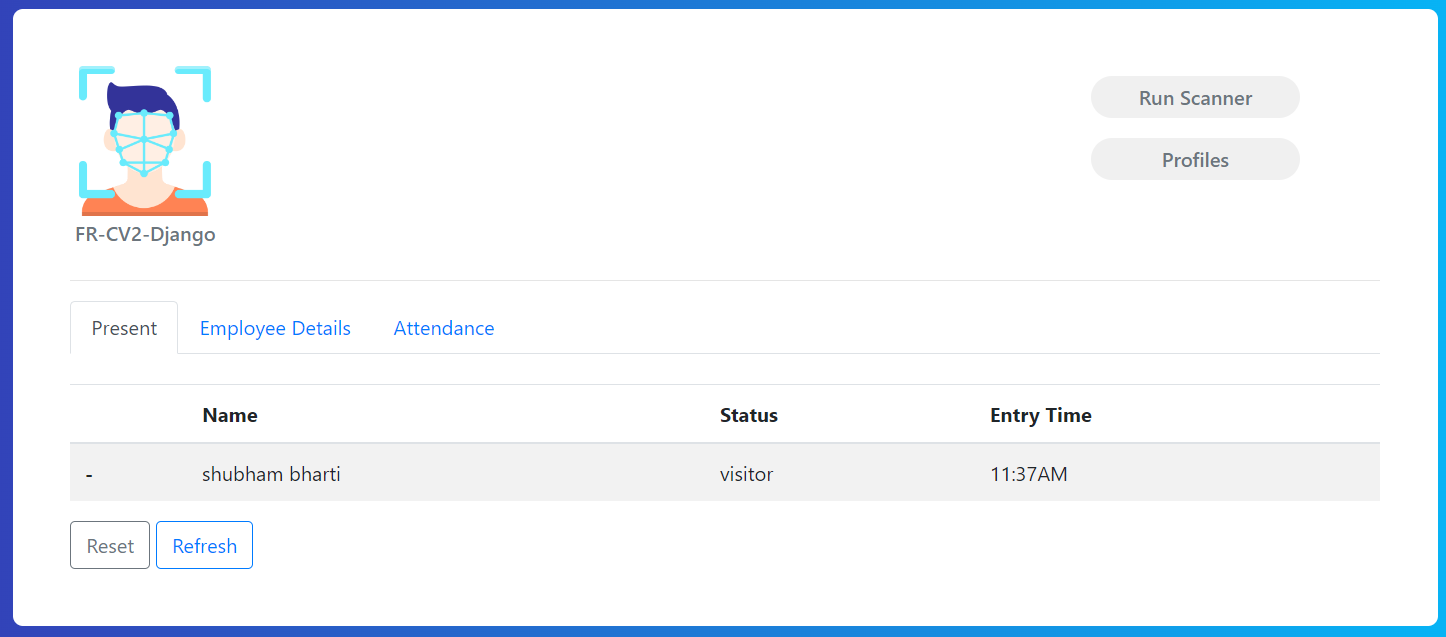 Run Scanner
Profiles
FR-CV2-Django
Present Employee Details Attendance
Name Status Entry Time
- shubham bharti visitor 11:37AM
Reset Refresh